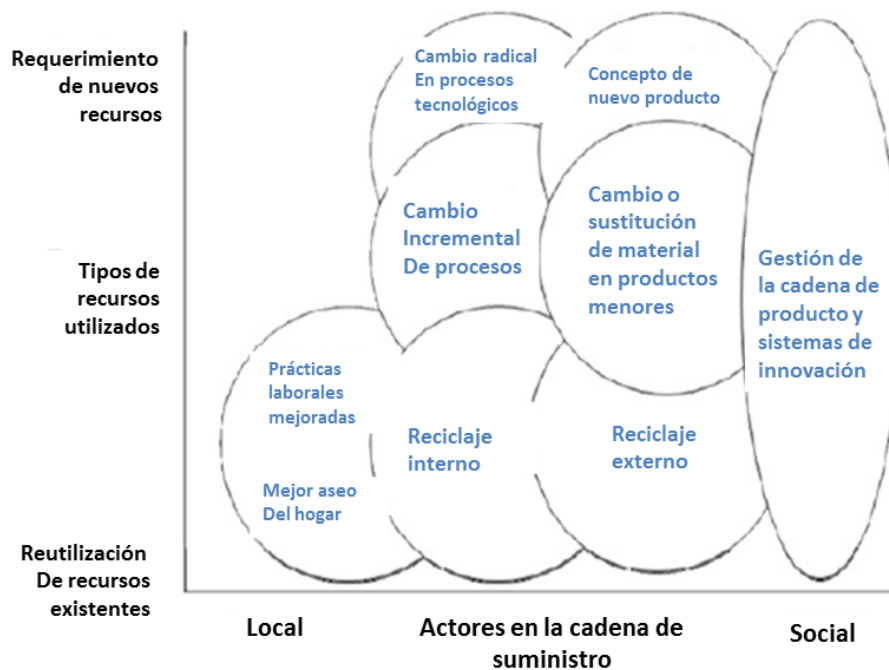 Requerimiento
de nuevos
recursos
Cambio radical
En procesos
tecnológicos
Concepto de
nuevo producto
Tipos de
recursos
utilizados
Cambio
Incremental
De procesos
Cambio o
sustitución
de material
en productos
menores
Gestión de
la cadena de
producto y
sistemas de
innovación
Prácticas
laborales
mejoradas
Mejor aseo
Del hogar
Reciclaje
interno
Reciclaje
externo
Reutilización
De recursos
existentes
Local
Actores en la cadena de
suministro
Social